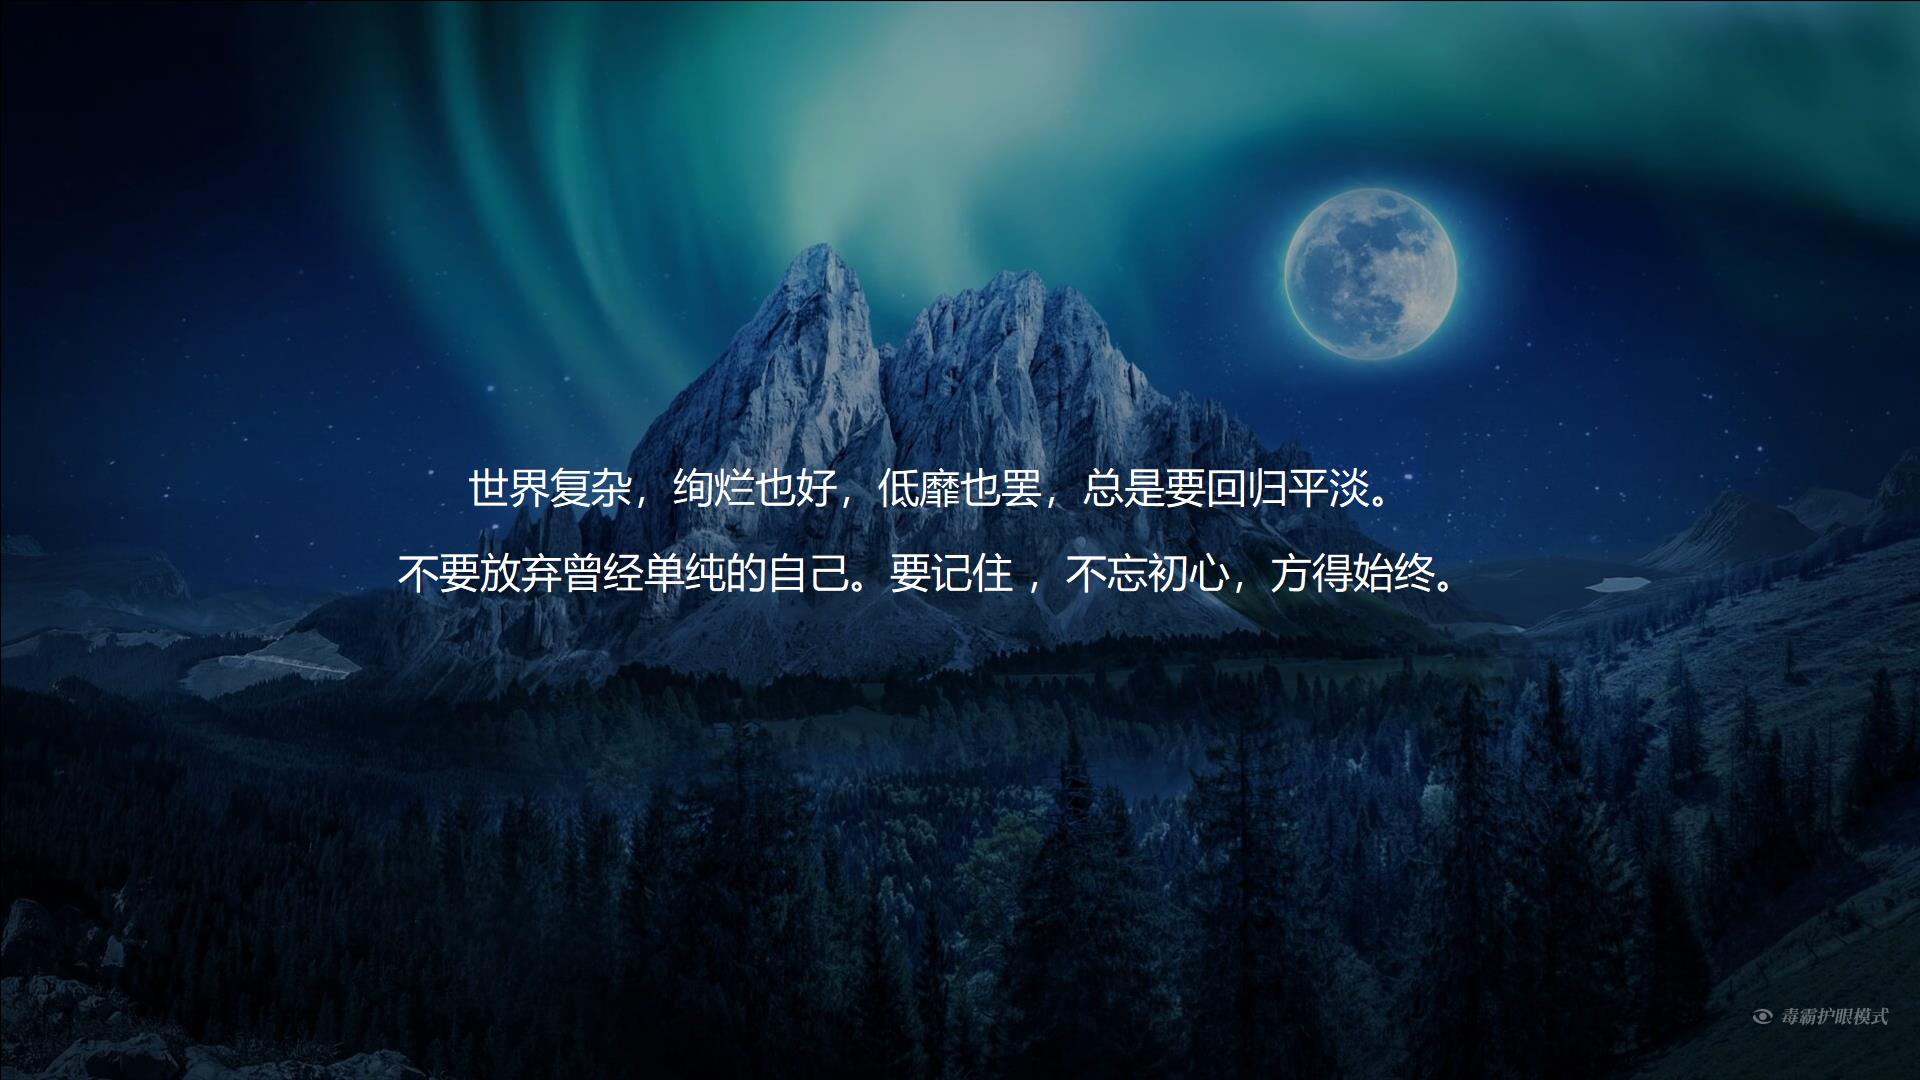 世界复杂，绚烂也好，低靡也罢，总是要回归平淡。
不要放弃曾经单纯的自己。要记住 ，不忘初心，方得始终。
毒霸护眼模式